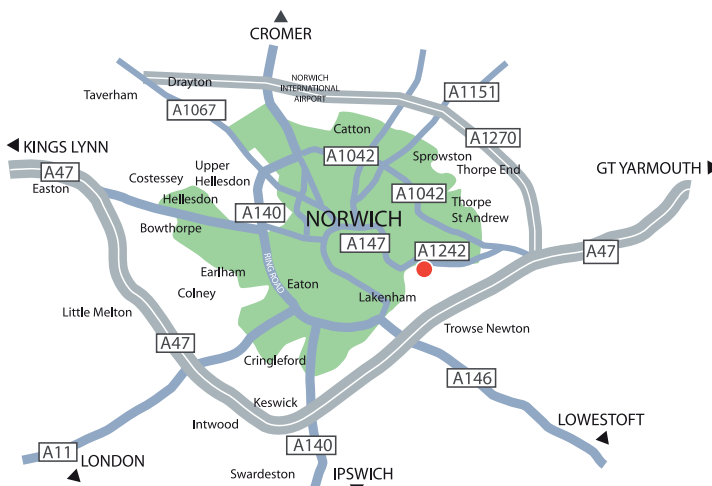 CROMER
Drayton
NORWICH
INTERNATIONAL
AIRPORT
Taverham
A1151
A1067
Catton
A1270
KINGS LYNN
A47
Costessey
Upper
Hellesdon
A1042
Sprowston
Thorpe End
GT YARMOUTH
Easton
Hellesdon
A1042
Thorpe
St Andrew
A140
NORWICH
Bowthorpe
A147
A1242
A47
RING ROAD
Earlham
Eaton
Colney
Lakenham
Little Melton
Trowse Newton
A47
Cringleford
A146
Keswick
Intwood
LOWESTOFT
A140
A11
LONDON
Swardeston
IPSWICH